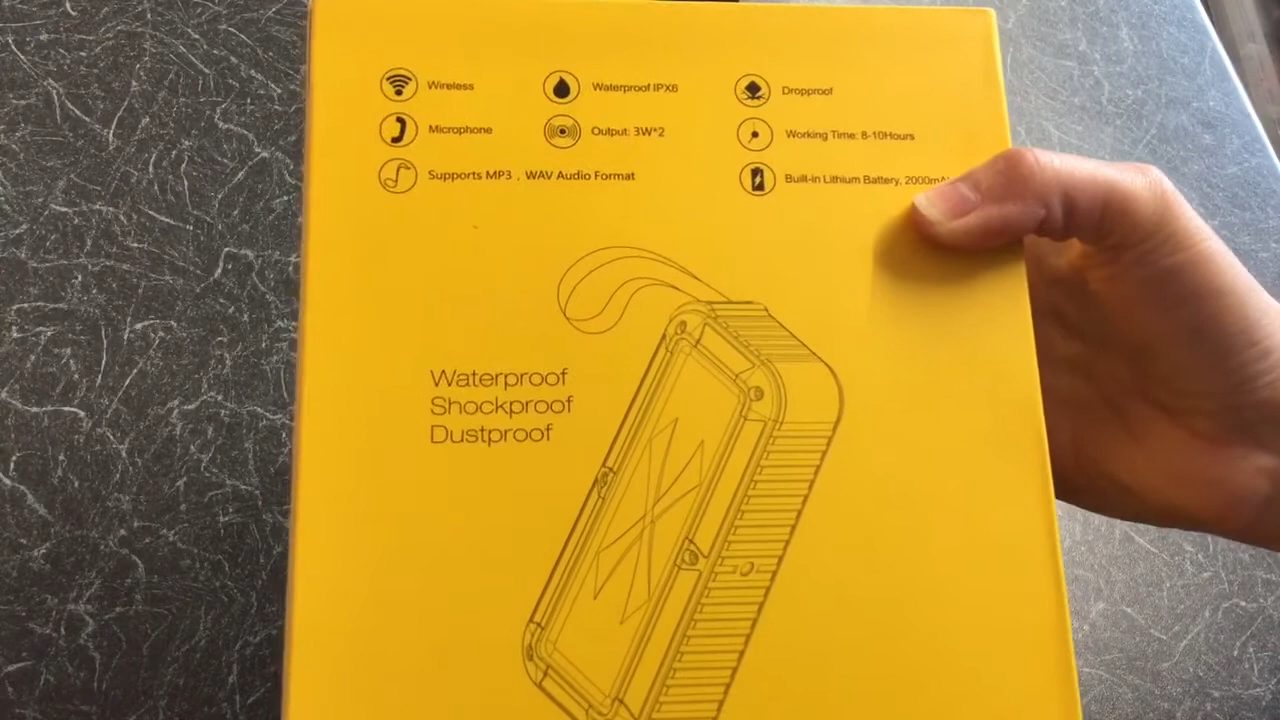 Wireless
Waterproof IPX6
Dropproof
Microphone
Output: 3W*2
Working Time: 8-10Hours
Supports MP3 , WAV Audio Format
Built-in Lithium Battery,
Waterproof
Shockproof
Dustproof